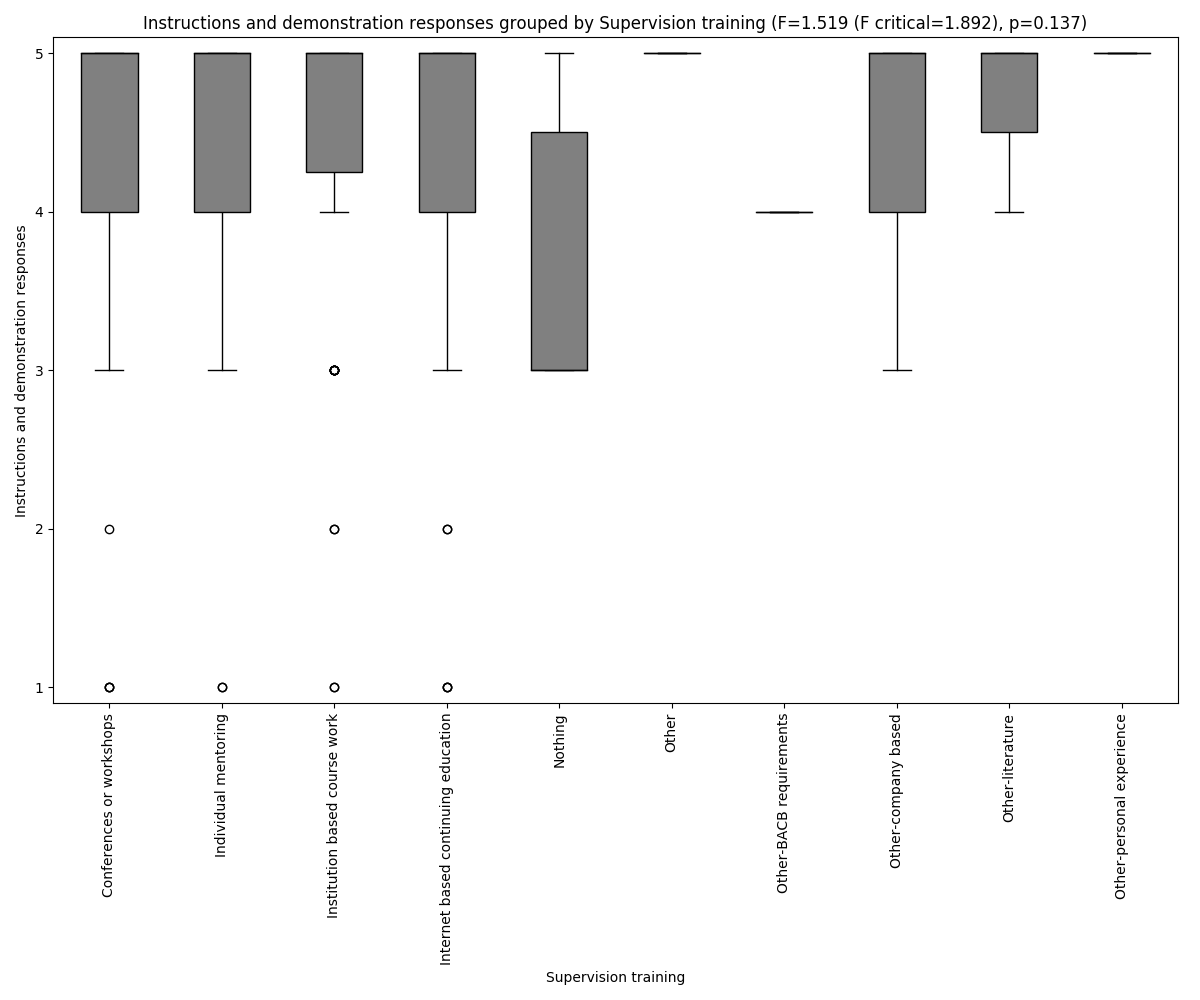 Instructions and demonstration responses grouped by Supervision training (F=1.519 (F critical=1.892), p=0.137)
Instructions and demonstration responses
5
4
3
2
1
Conferences or workshops
Individual mentoring
Institution based course work
Internet based continuing education
Nothing
Other
Other-BACB requirements
Other-company based
Other-literature
Other-personal experience
Supervision training